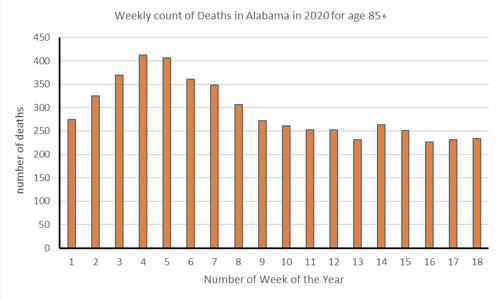 Weekly count of Deaths in Alabama in 2020 for age 85+
450
400
350
300
250
200
150
100
50
0
number of deaths
1 2 3 4 5 6 7 8 9 10 11 12 13 14 15 16 17 18
Number of Week of the Year